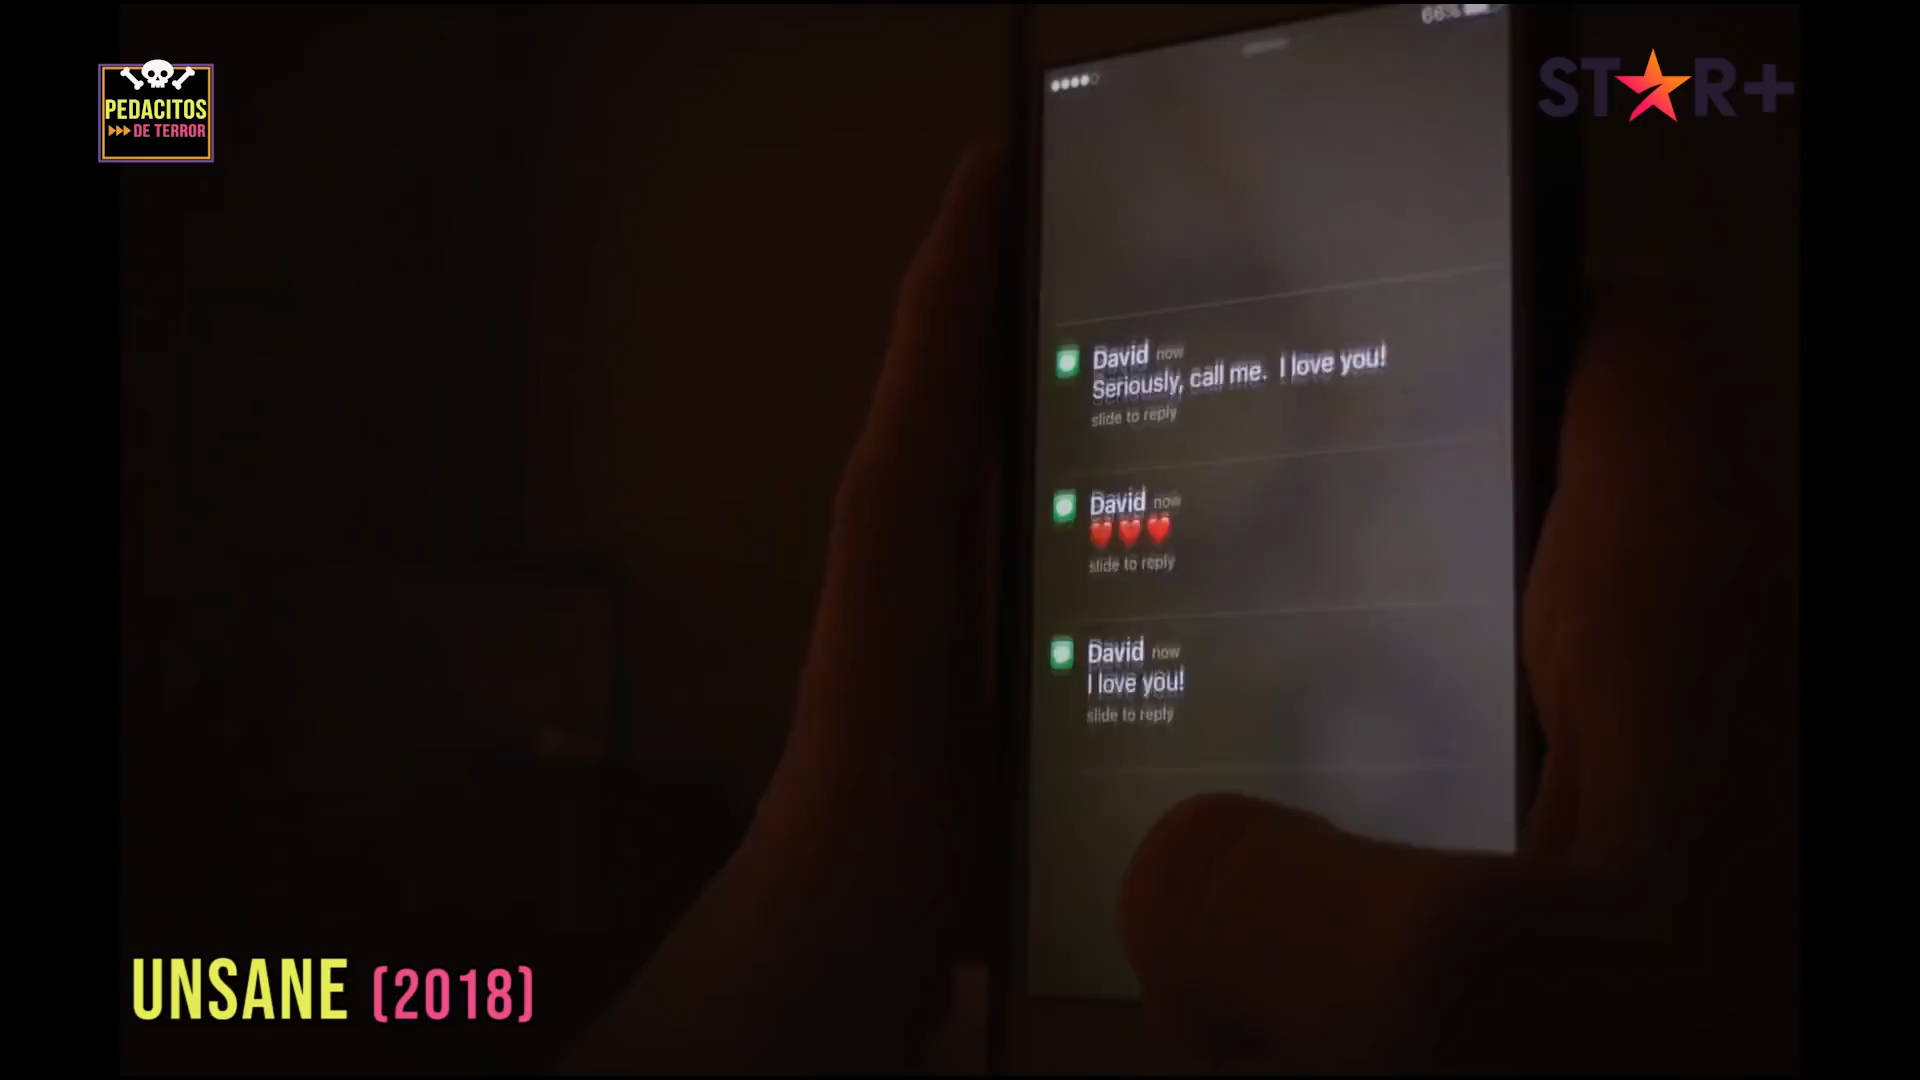 PEDACITOS
DE TERROR
ST★R+
66%
David now
Seriously, call me. I love you!
slide to reply
David now
❤️❤️❤️
slide to reply
David now
I love you!
slide to reply
UNSANE (2018)